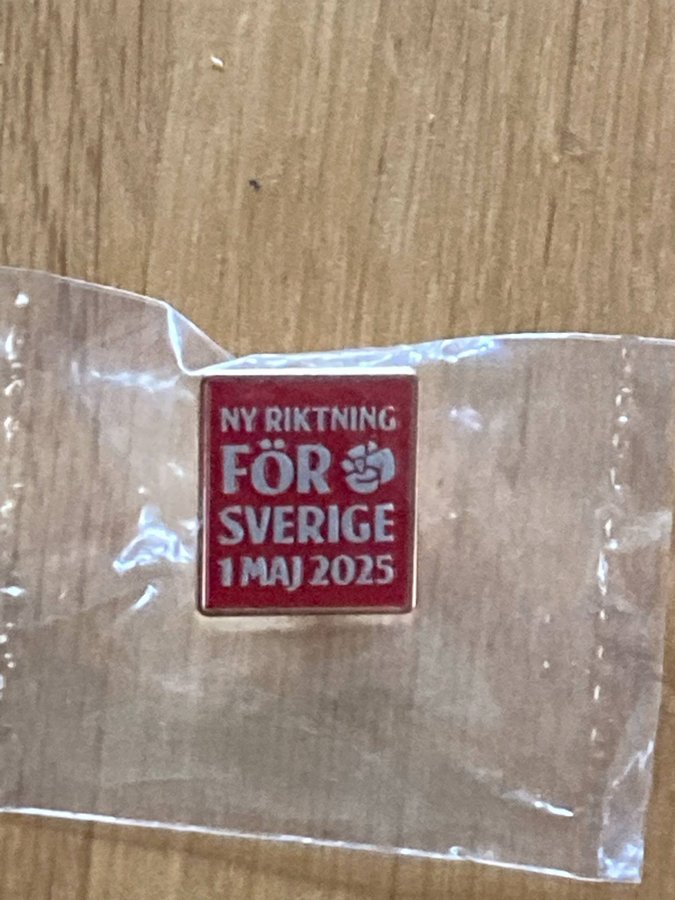 NY RIKTNING
FÖR
SVERIGE
1 MAJ 2025